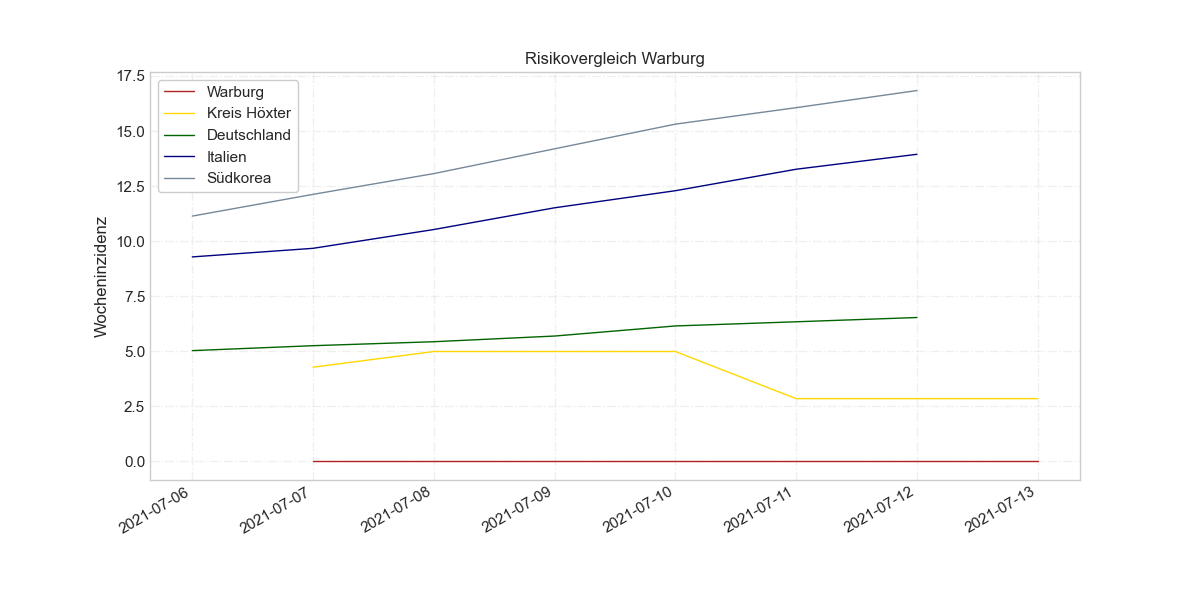 Risikovergleich Warburg
Wocheninzidenz
17.5
15.0
12.5
10.0
7.5
5.0
2.5
0.0
Warburg
Kreis Höxter
Deutschland
Italien
Südkorea
2021-07-06
2021-07-07
2021-07-08
2021-07-09
2021-07-10
2021-07-11
2021-07-12
2021-07-13